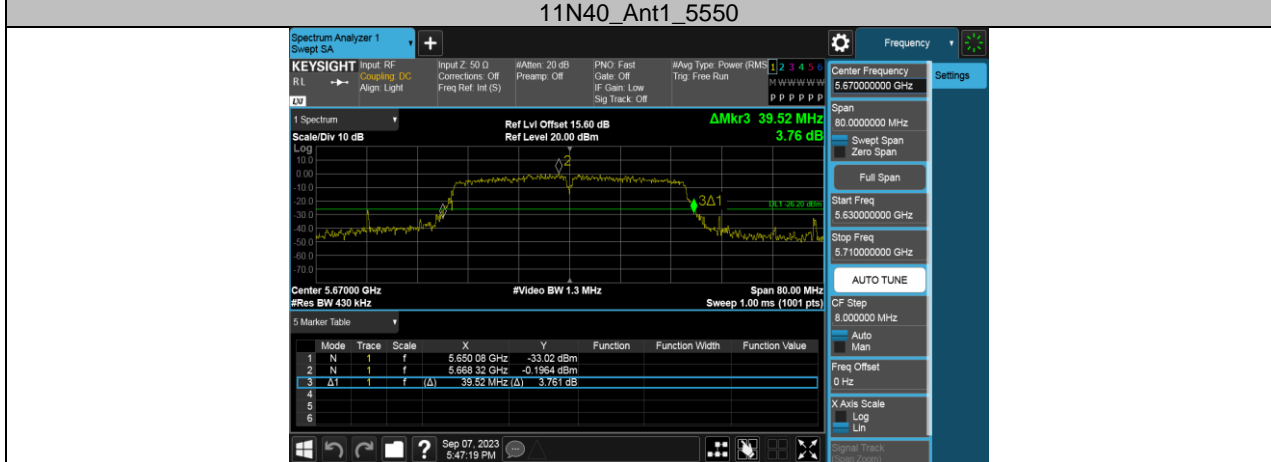 11N40_Ant1_5550
Spectrum Analyzer 1
Swept SA
+
Frequency
KEYSIGHT
RL
LXI
Input: RF
Coupling: DC
Align: Light
Input Z: 50 Ω
Corrections: Off
Freq Ref: Int (S)
#Atten: 20 dB
Preamp: Off
PNO: Fast
Gate: Off
IF Gain: Low
Sig Track: Off
#Avg Type: Power (RMS
Trig: Free Run
1 2 3 4 5 6
M W W W W W
P P P P P P
1 Spectrum
Scale/Div 10 dB
Ref Lvl Offset 15.60 dB
Ref Level 20.00 dBm
ΔMkr3 39.52 MHz
3.76 dB
Log
10.0
0.00
-10.0
-20.0
-30.0
-40.0
-50.0
-60.0
-70.0
2
3Δ1
DL1 -26.20 dBm
Center 5.67000 GHz
#Res BW 430 kHz
#Video BW 1.3 MHz
Span 80.00 MHz
Sweep 1.00 ms (1001 pts)
5 Marker Table
Mode Trace Scale X Y Function Function Width Function Value
1 N 1 f 5.650 08 GHz -33.02 dBm
2 N 1 f 5.668 32 GHz -0.1964 dBm
3 Δ1 1 f (Δ) 39.52 MHz (Δ) 3.761 dB
4
5
6
?
Sep 07, 2023
5:47:19 PM
Center Frequency
5.670000000 GHz
Span
80.0000000 MHz
Swept Span
Zero Span
Full Span
Start Freq
5.630000000 GHz
Stop Freq
5.710000000 GHz
AUTO TUNE
CF Step
8.000000 MHz
Auto
Man
Freq Offset
0 Hz
X Axis Scale
Log
Lin
Signal Track
(Span Zoom)
Settings